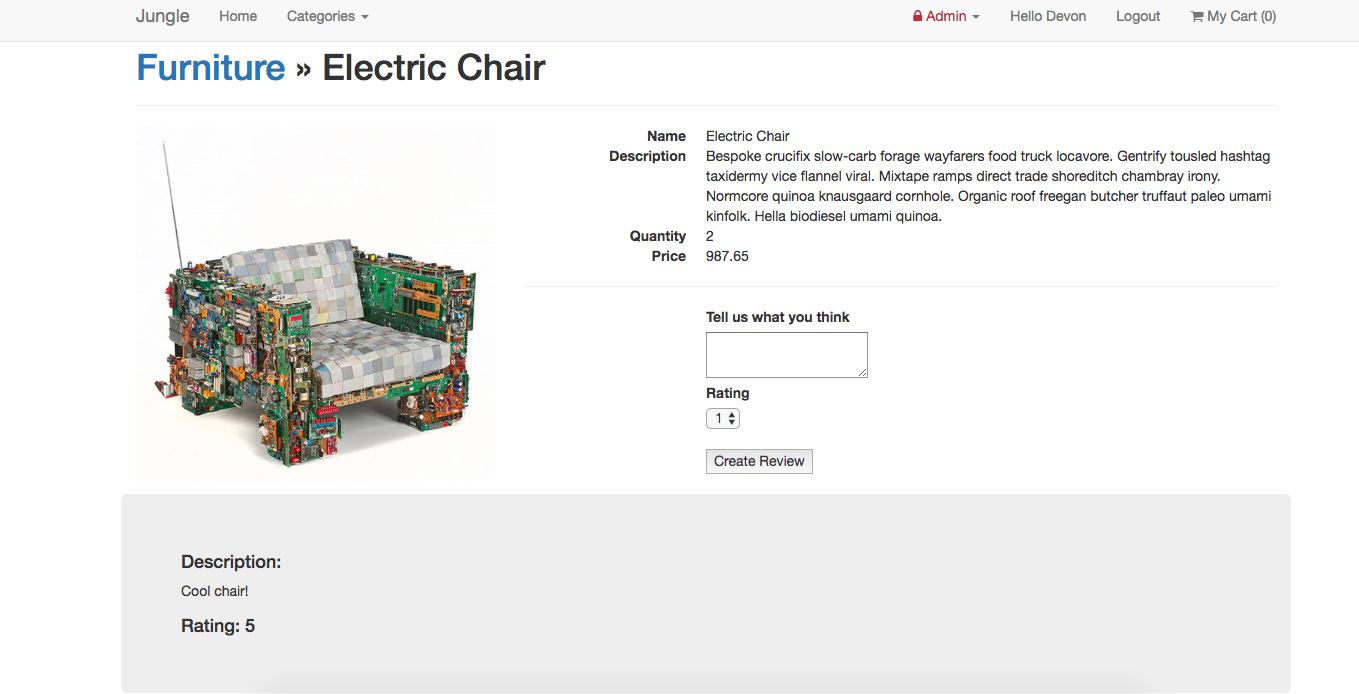 Jungle Home Categories Admin Hello Devon Logout My Cart (0)
Furniture » Electric Chair
Name Electric Chair
Description Bespoke crucifix slow-carb forage wayfarers food truck locavore. Gentrify tousled hashtag
taxidermy vice flannel viral. Mixtape ramps direct trade shoreditch chambray irony.
Normcore quinoa knausgaard cornhole. Organic roof freegan butcher truffaut paleo umami
kinfolk. Hella biodiesel umami quinoa.
Quantity 2
Price 987.65
Tell us what you think
Rating
1
Create Review
Description:
Cool chair!
Rating: 5